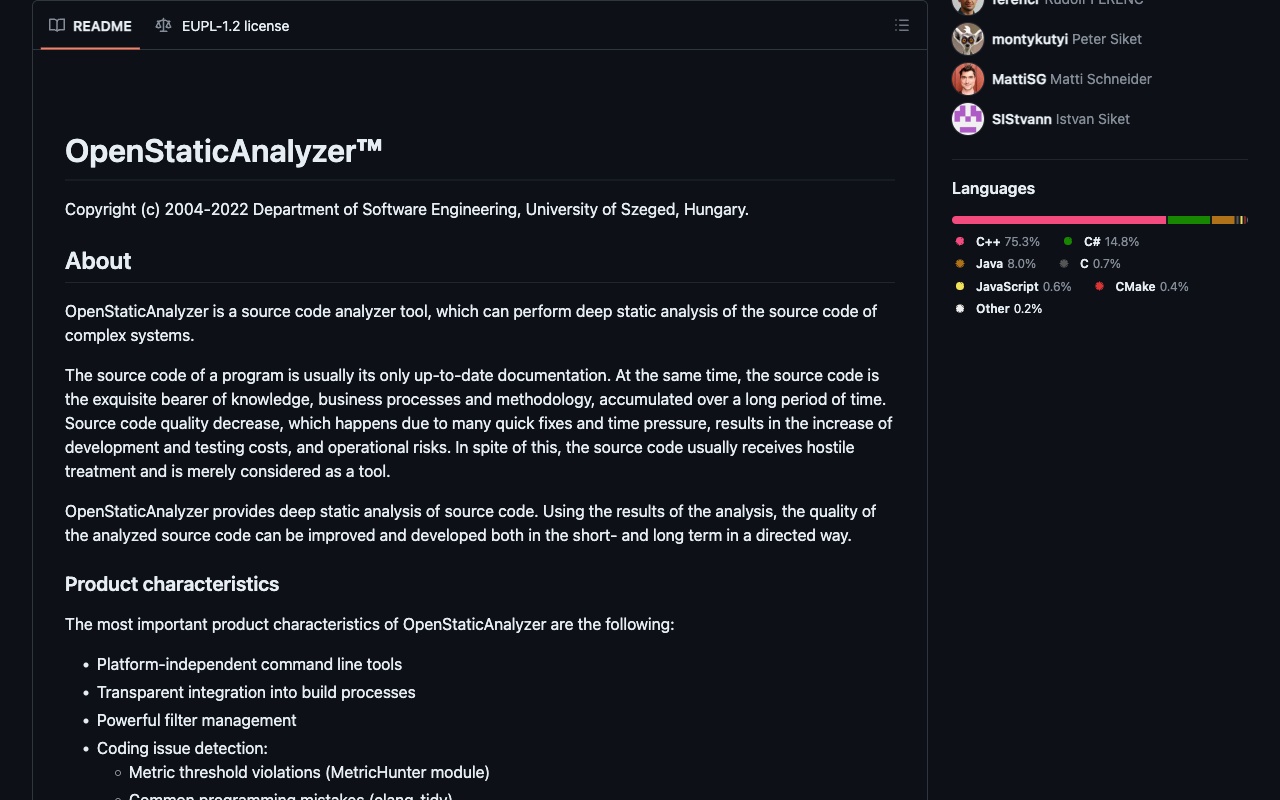 README
EUPL-1.2 license
OpenStaticAnalyzer™
Copyright (c) 2004-2022 Department of Software Engineering, University of Szeged, Hungary.
About
OpenStaticAnalyzer is a source code analyzer tool, which can perform deep static analysis of the source code of
complex systems.
The source code of a program is usually its only up-to-date documentation. At the same time, the source code is
the exquisite bearer of knowledge, business processes and methodology, accumulated over a long period of time.
Source code quality decrease, which happens due to many quick fixes and time pressure, results in the increase of
development and testing costs, and operational risks. In spite of this, the source code usually receives hostile
treatment and is merely considered as a tool.
OpenStaticAnalyzer provides deep static analysis of source code. Using the results of the analysis, the quality of
the analyzed source code can be improved and developed both in the short- and long term in a directed way.
Product characteristics
The most important product characteristics of OpenStaticAnalyzer are the following:
• Platform-independent command line tools
• Transparent integration into build processes
• Powerful filter management
• Coding issue detection:
○ Metric threshold violations (MetricHunter module)
○ Common programming mistakes (clang-tidy)
ferenci Rudolf FERENC
montykutyi Peter Siket
MattiSG Matti Schneider
SIStvann Istvan Siket
Languages
C++ 75.3% C# 14.8%
Java 8.0% C 0.7%
JavaScript 0.6% CMake 0.4%
Other 0.2%